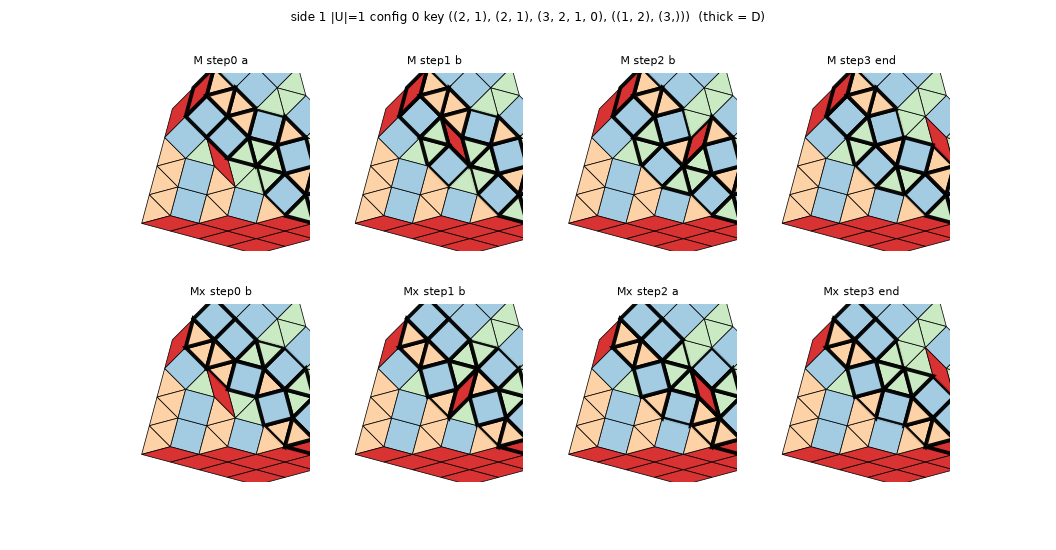 side 1 |U|=1 config 0 key ((2, 1), (2, 1), (3, 2, 1, 0), ((1, 2), (3,))) (thick = D)
M step0 a
M step1 b
M step2 b
M step3 end
Mx step0 b
Mx step1 b
Mx step2 a
Mx step3 end